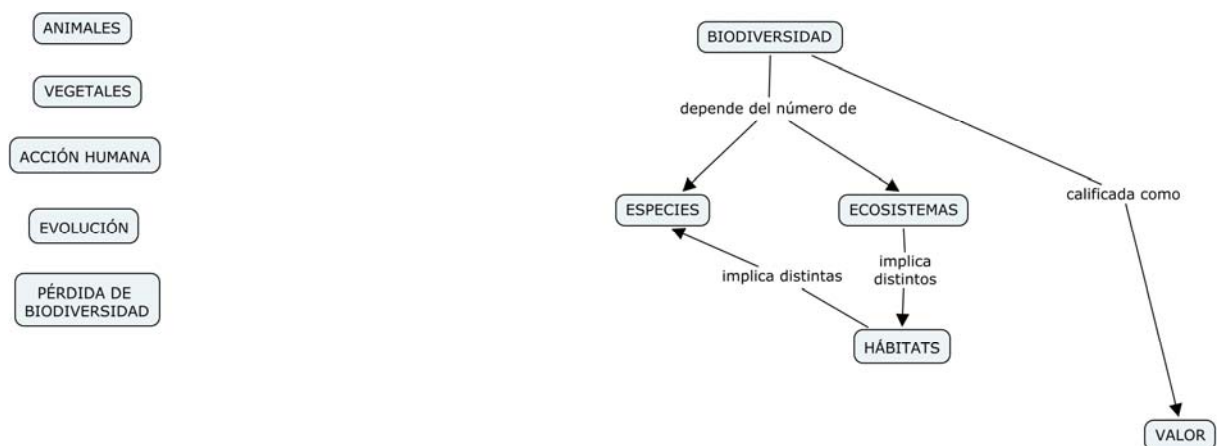 ANIMALES
VEGETALES
ACCIÓN HUMANA
EVOLUCIÓN
PÉRDIDA DE
BIODIVERSIDAD
BIODIVERSIDAD
depende del número de
calificada como
ESPECIES
ECOSISTEMAS
implica distintas
implica
distintos
HÁBITATS
VALOR